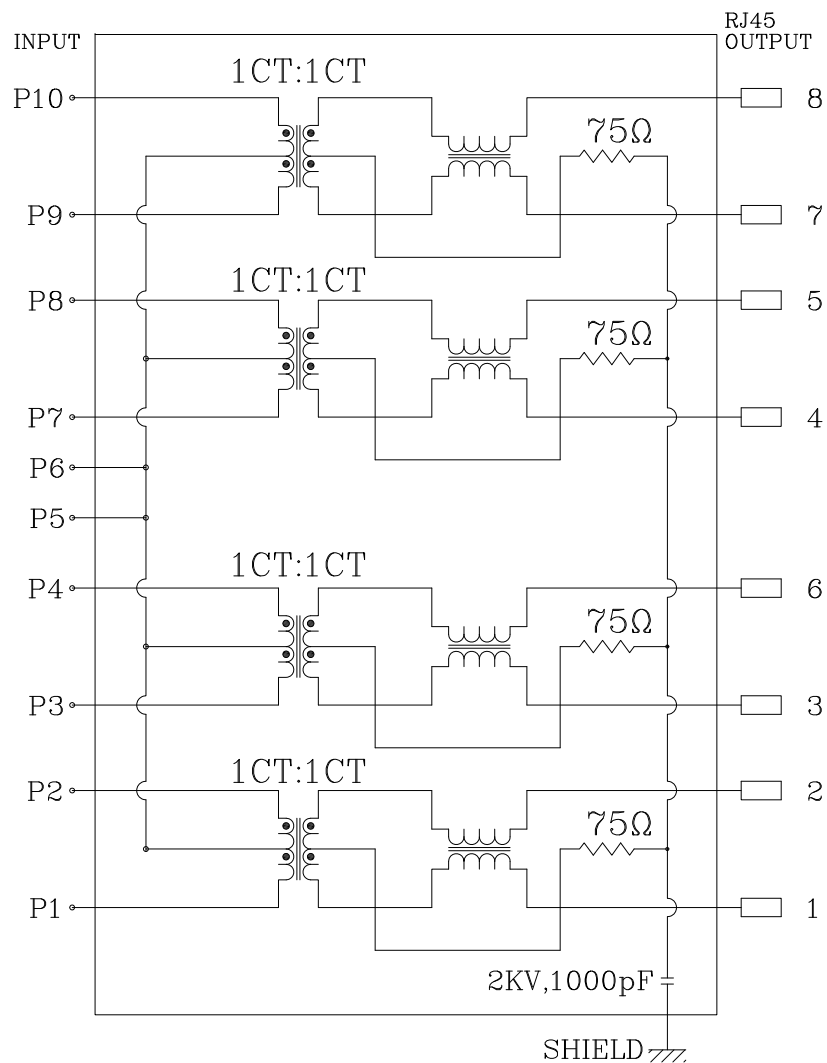 RJ45
INPUT OUTPUT
1CT:1CT
P10 8
75Ω
P9 7
1CT:1CT
P8 5
75Ω
P7 4
P6
P5
1CT:1CT
P4 6
75Ω
P3 3
1CT:1CT
P2 2
75Ω
P1 1
2KV,1000pF
SHIELD